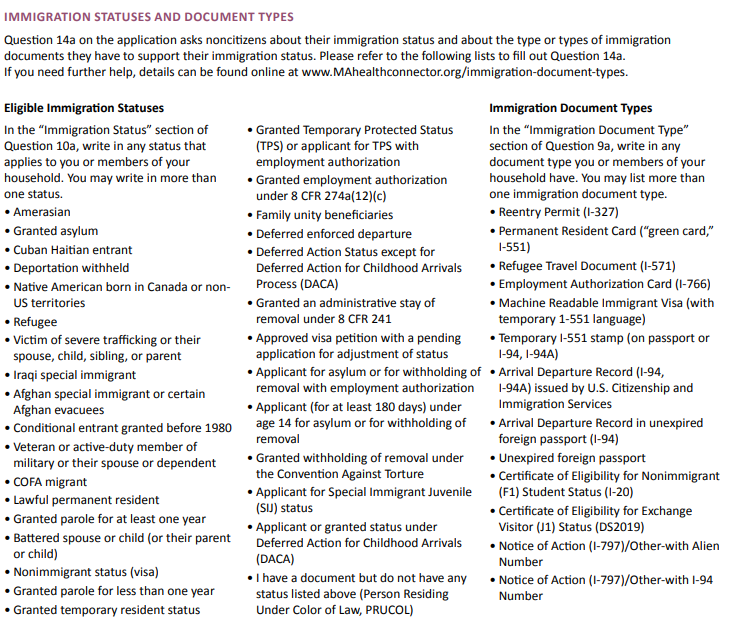 IMMIGRATION STATUSES AND DOCUMENT TYPES
Question 14a on the application asks noncitizens about their immigration status and about the type or types of immigration
documents they have to support their immigration status. Please refer to the following lists to fill out Question 14a.
If you need further help, details can be found online at www.MAhealthconnector.org/immigration-document-types.
Eligible Immigration Statuses
In the “Immigration Status” section of
Question 10a, write in any status that
applies to you or members of your
household. You may write in more than
one status.
• Amerasian
• Granted asylum
• Cuban Haitian entrant
• Deportation withheld
• Native American born in Canada or non-
US territories
• Refugee
• Victim of severe trafficking or their
spouse, child, sibling, or parent
• Iraqi special immigrant
• Afghan special immigrant or certain
Afghan evacuees
• Conditional entrant granted before 1980
• Veteran or active-duty member of
military or their spouse or dependent
• COFA migrant
• Lawful permanent resident
• Granted parole for at least one year
• Battered spouse or child (or their parent
or child)
• Nonimmigrant status (visa)
• Granted parole for less than one year
• Granted temporary resident status
• Granted Temporary Protected Status
(TPS) or applicant for TPS with
employment authorization
• Granted employment authorization
under 8 CFR 274a(12)(c)
• Family unity beneficiaries
• Deferred enforced departure
• Deferred Action Status except for
Deferred Action for Childhood Arrivals
Process (DACA)
• Granted an administrative stay of
removal under 8 CFR 241
• Approved visa petition with a pending
application for adjustment of status
• Applicant for asylum or for withholding of
removal with employment authorization
• Applicant (for at least 180 days) under
age 14 for asylum or for withholding of
removal
• Granted withholding of removal under
the Convention Against Torture
• Applicant for Special Immigrant Juvenile
(SIJ) status
• Applicant or granted status under
Deferred Action for Childhood Arrivals
(DACA)
• I have a document but do not have any
status listed above (Person Residing
Under Color of Law, PRUCOL)
Immigration Document Types
In the “Immigration Document Type”
section of Question 9a, write in any
document type you or members of your
household have. You may list more than
one immigration document type.
• Reentry Permit (I-327)
• Permanent Resident Card (“green card,”
I-551)
• Refugee Travel Document (I-571)
• Employment Authorization Card (I-766)
• Machine Readable Immigrant Visa (with
temporary 1-551 language)
• Temporary I-551 stamp (on passport or
I-94, I-94A)
• Arrival Departure Record (I-94,
I-94A) issued by U.S. Citizenship and
Immigration Services
• Arrival Departure Record in unexpired
foreign passport (I-94)
• Unexpired foreign passport
• Certificate of Eligibility for Nonimmigrant
(F1) Student Status (I-20)
• Certificate of Eligibility for Exchange
Visitor (J1) Status (DS2019)
• Notice of Action (I-797)/Other-with Alien
Number
• Notice of Action (I-797)/Other-with I-94
Number